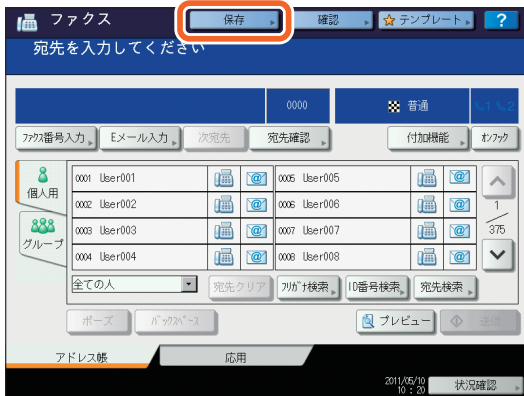 ファクス 保存 確認 テンプレート ?
宛先を入力してください
0000 普通 1 2
ファクス番号入力 Eメール入力 次宛先 宛先確認 付加機能 オンフック
個人用
グループ
0001 User001 0005 User005
0002 User002 0006 User006
0003 User003 0007 User007
0004 User004 0008 User008
1
375
全ての人 宛先クリア フリガナ検索 ID番号検索 宛先検索
ポーズ バックスペース プレビュー 送信
アドレス帳 応用
2011/05/10
10:20 状況確認